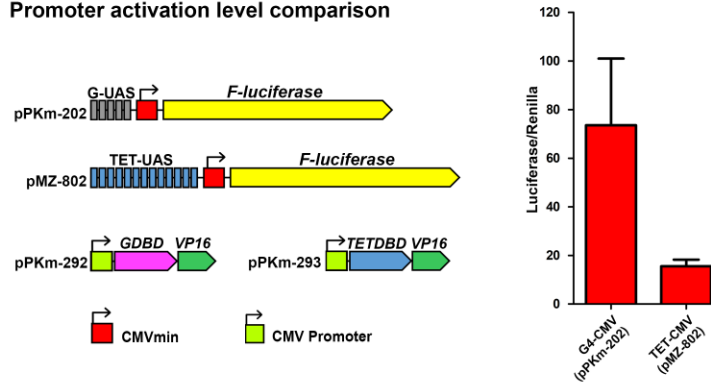 Promoter activation level comparison
G-UAS
F-luciferase
pPKm-202
TET-UAS
F-luciferase
pMZ-802
GDBD VP16
pPKm-292
TETDBD VP16
pPKm-293
CMVmin
CMV Promoter
Luciferase/Renilla
120
100
80
60
40
20
0
G4-CMV
(pPKm-202)
TET-CMV
(pMZ-802)